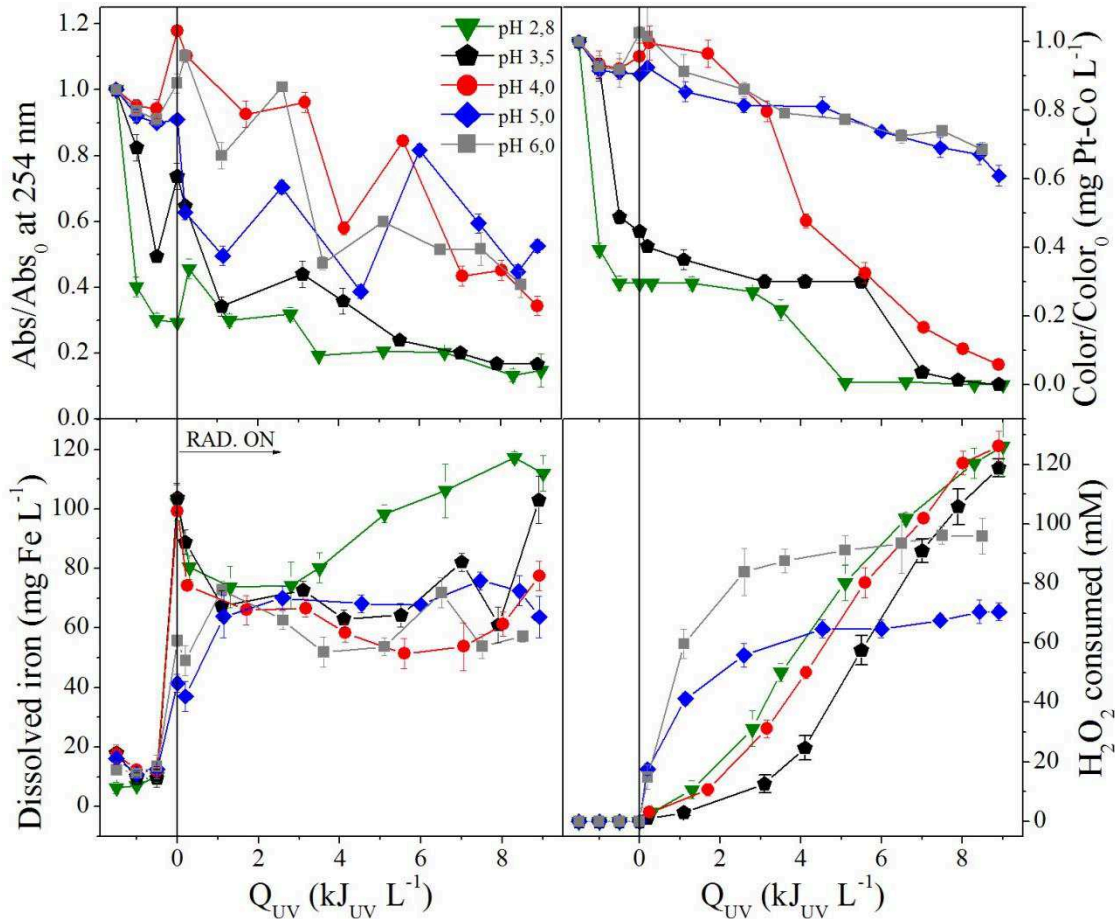 Abs/Abs₀ at 254 nm
1.2
1.0
0.8
0.6
0.4
0.2
0.0
pH 2,8
pH 3,5
pH 4,0
pH 5,0
pH 6,0
1.0
0.8
0.6
0.4
0.2
0.0
Color/Color₀ (mg Pt-Co L⁻¹)
Dissolved iron (mg Fe L⁻¹)
120
100
80
60
40
20
0
RAD. ON
120
100
80
60
40
20
0
H₂O₂ consumed (mM)
0 2 4 6 8
0 2 4 6 8
Q_UV (kJ_UV L⁻¹)
Q_UV (kJ_UV L⁻¹)